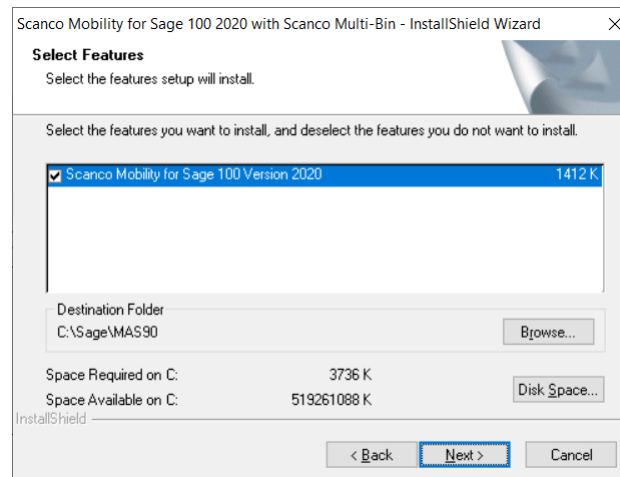 Scanco Mobility for Sage 100 2020 with Scanco Multi-Bin - InstallShield Wizard
Select Features
Select the features setup will install.
Select the features you want to install, and deselect the features you do not want to install.
Scanco Mobility for Sage 100 Version 2020 1412 K
Destination Folder
C:\Sage\MAS90
Browse...
Space Required on C: 3736 K
Space Available on C: 519261088 K
Disk Space...
InstallShield
< Back Next > Cancel